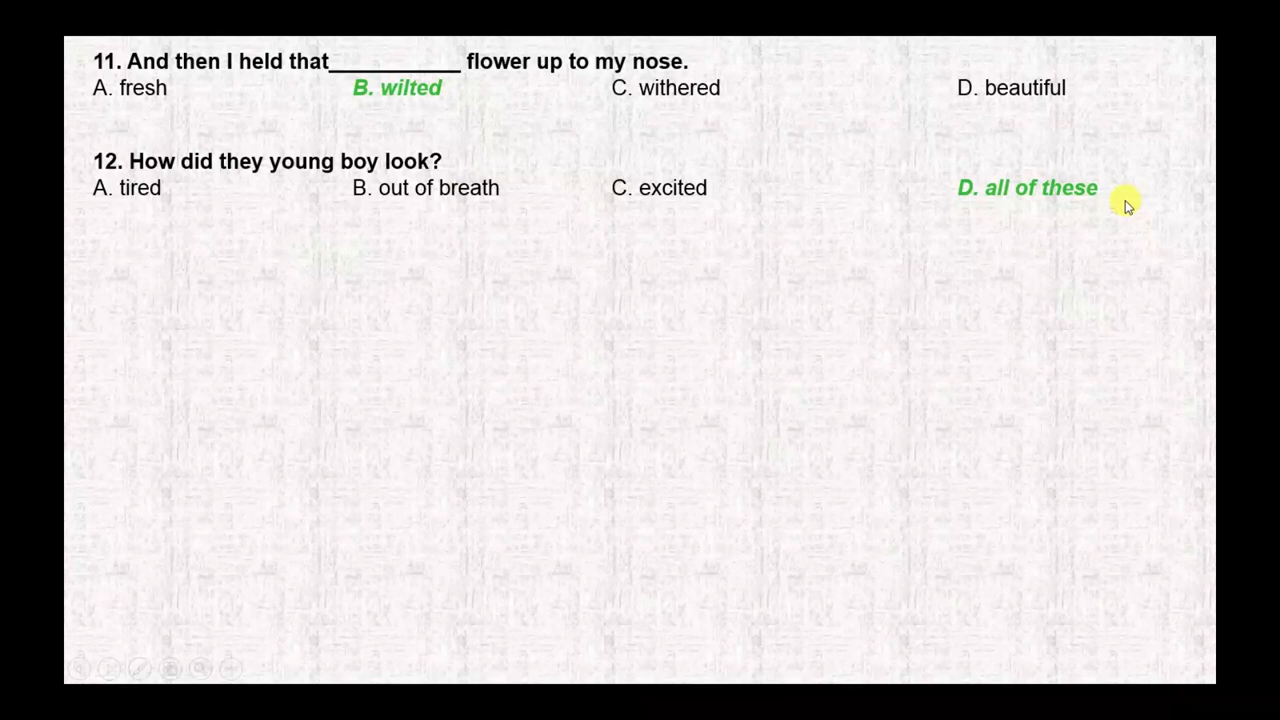 11. And then I held that___________ flower up to my nose.
A. fresh B. wilted C. withered D. beautiful
12. How did they young boy look?
A. tired B. out of breath C. excited D. all of these